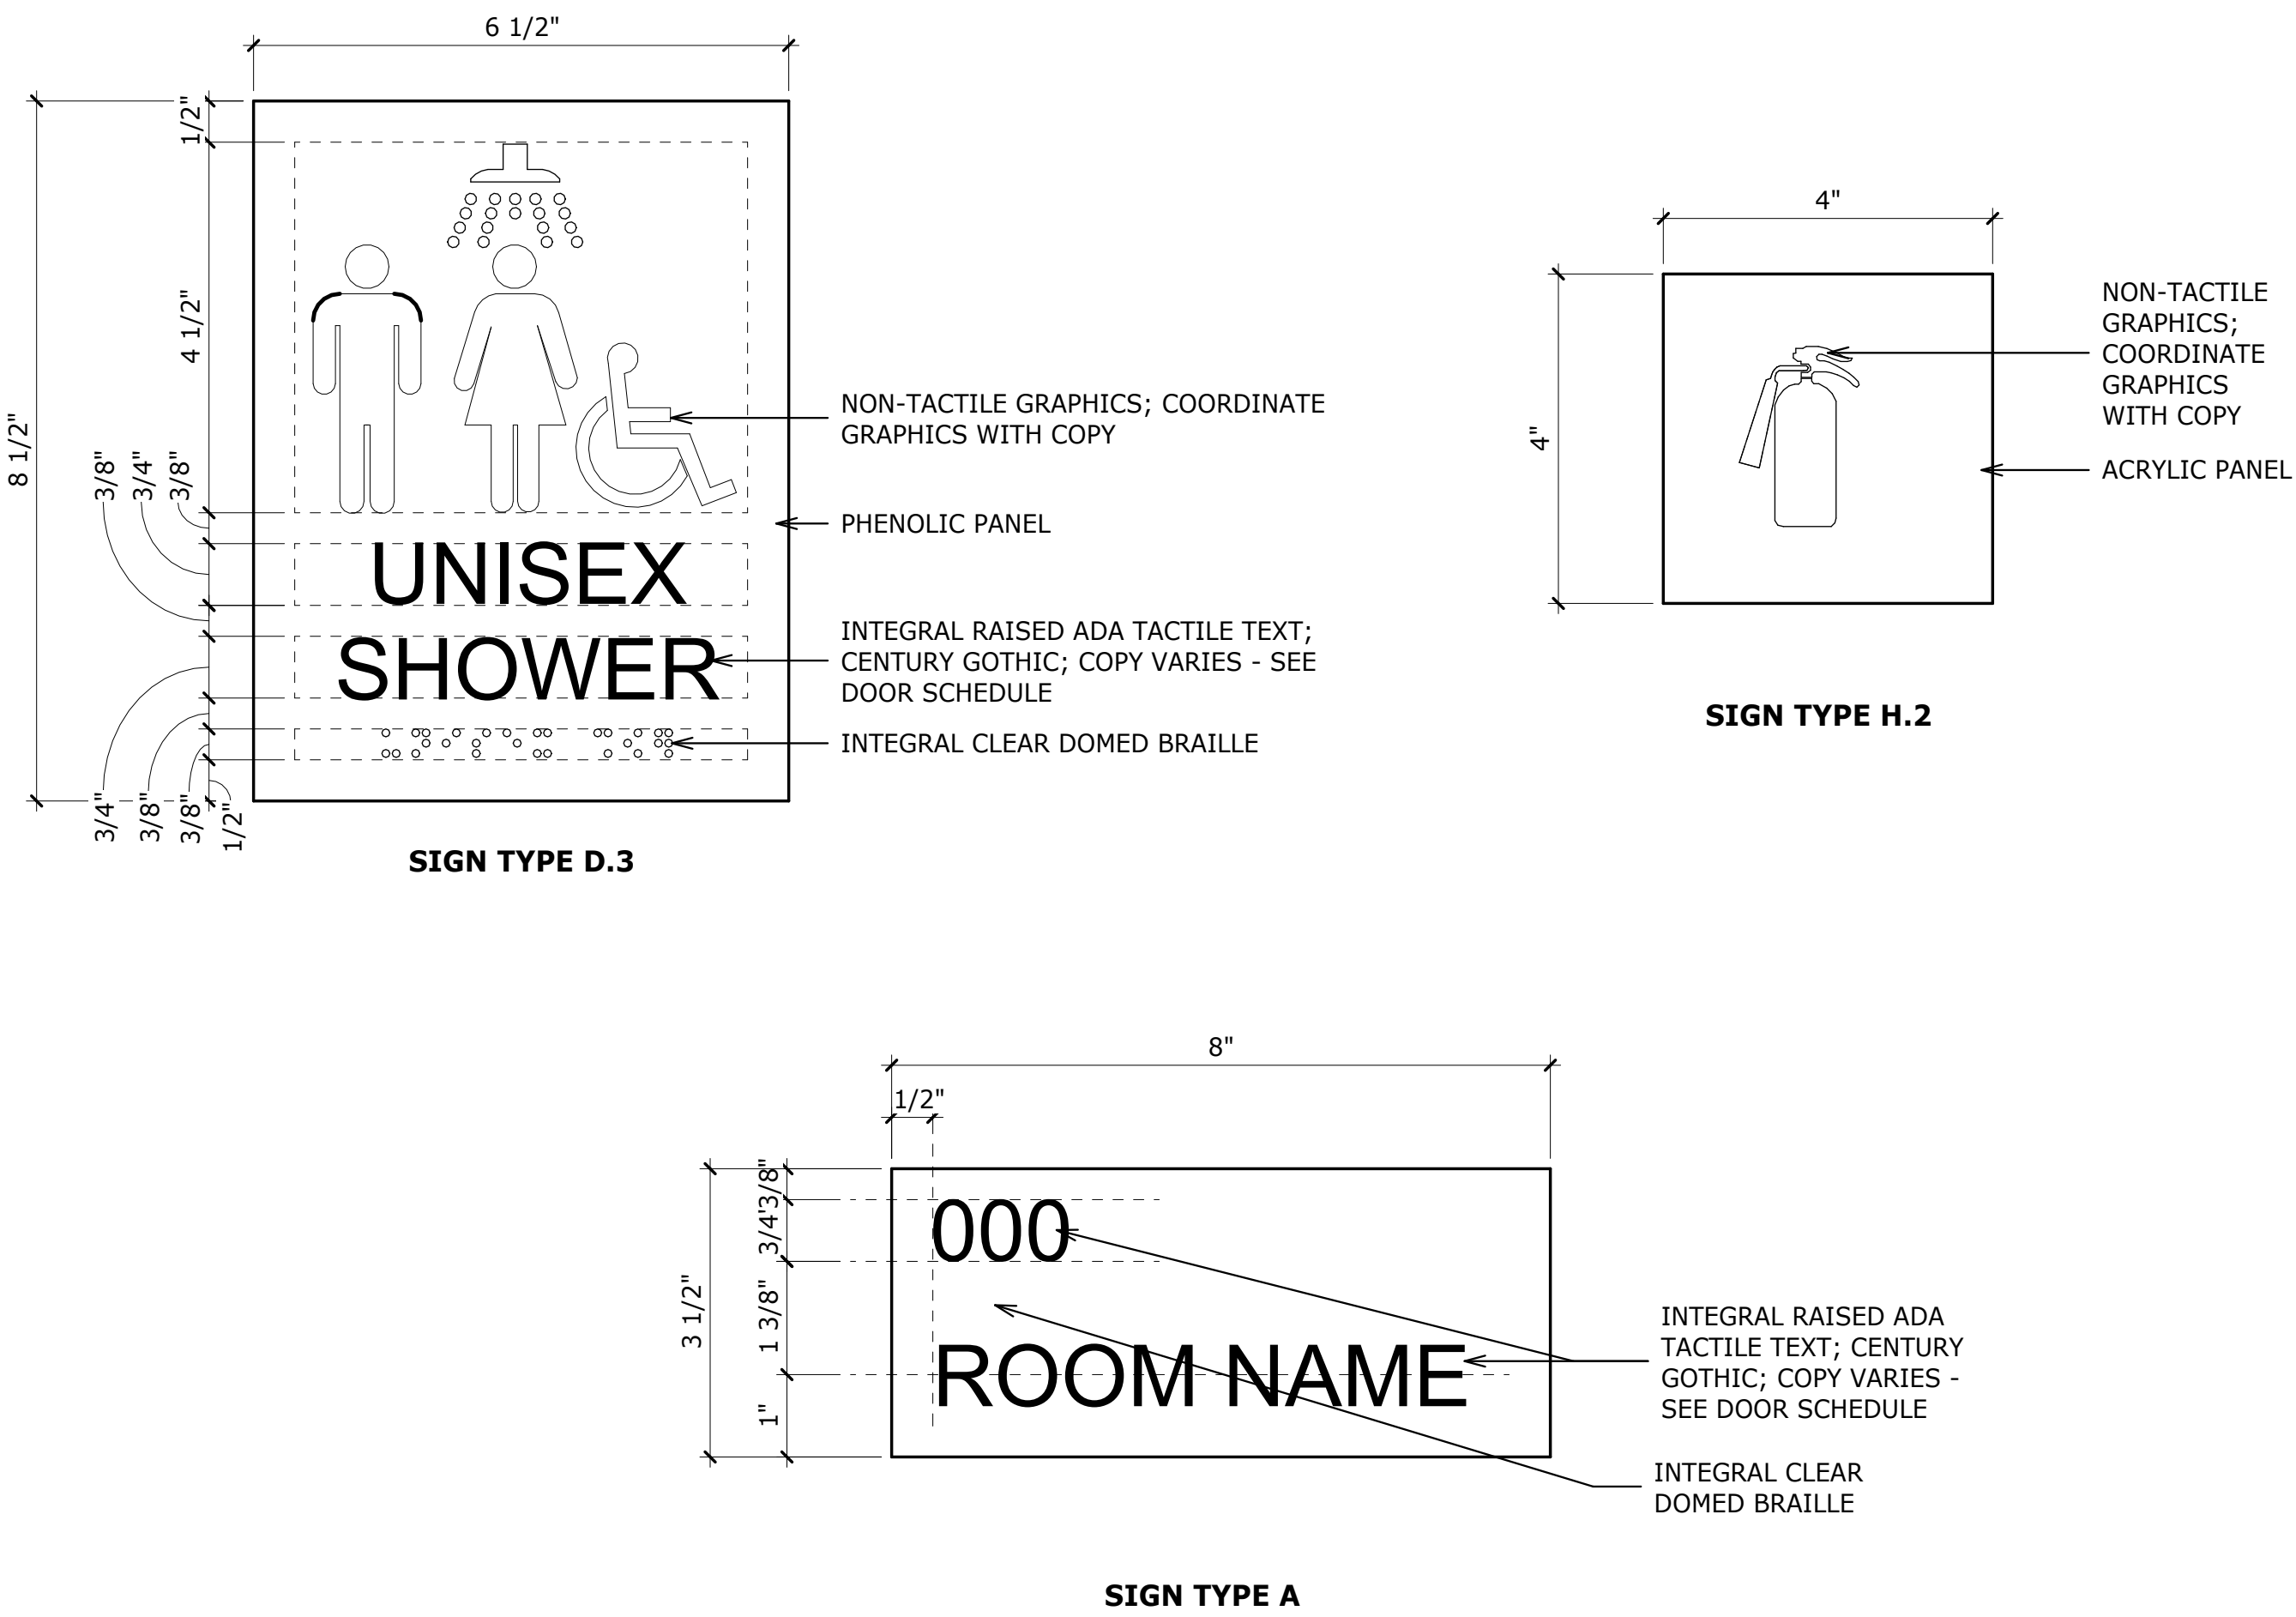 6 1/2"
8 1/2"
1/2"
4 1/2"
3/8"
3/4"
3/8"
3/4"
3/8"
3/8"
1/2"
UNISEX
SHOWER
NON-TACTILE GRAPHICS; COORDINATE
GRAPHICS WITH COPY
PHENOLIC PANEL
INTEGRAL RAISED ADA TACTILE TEXT;
CENTURY GOTHIC; COPY VARIES - SEE
DOOR SCHEDULE
INTEGRAL CLEAR DOMED BRAILLE
SIGN TYPE D.3
4"
4"
NON-TACTILE
GRAPHICS;
COORDINATE
GRAPHICS
WITH COPY
ACRYLIC PANEL
SIGN TYPE H.2
8"
1/2"
3 1/2"
3/8"
3/4"
1 3/8"
1"
000
ROOM NAME
INTEGRAL RAISED ADA
TACTILE TEXT; CENTURY
GOTHIC; COPY VARIES -
SEE DOOR SCHEDULE
INTEGRAL CLEAR
DOMED BRAILLE
SIGN TYPE A